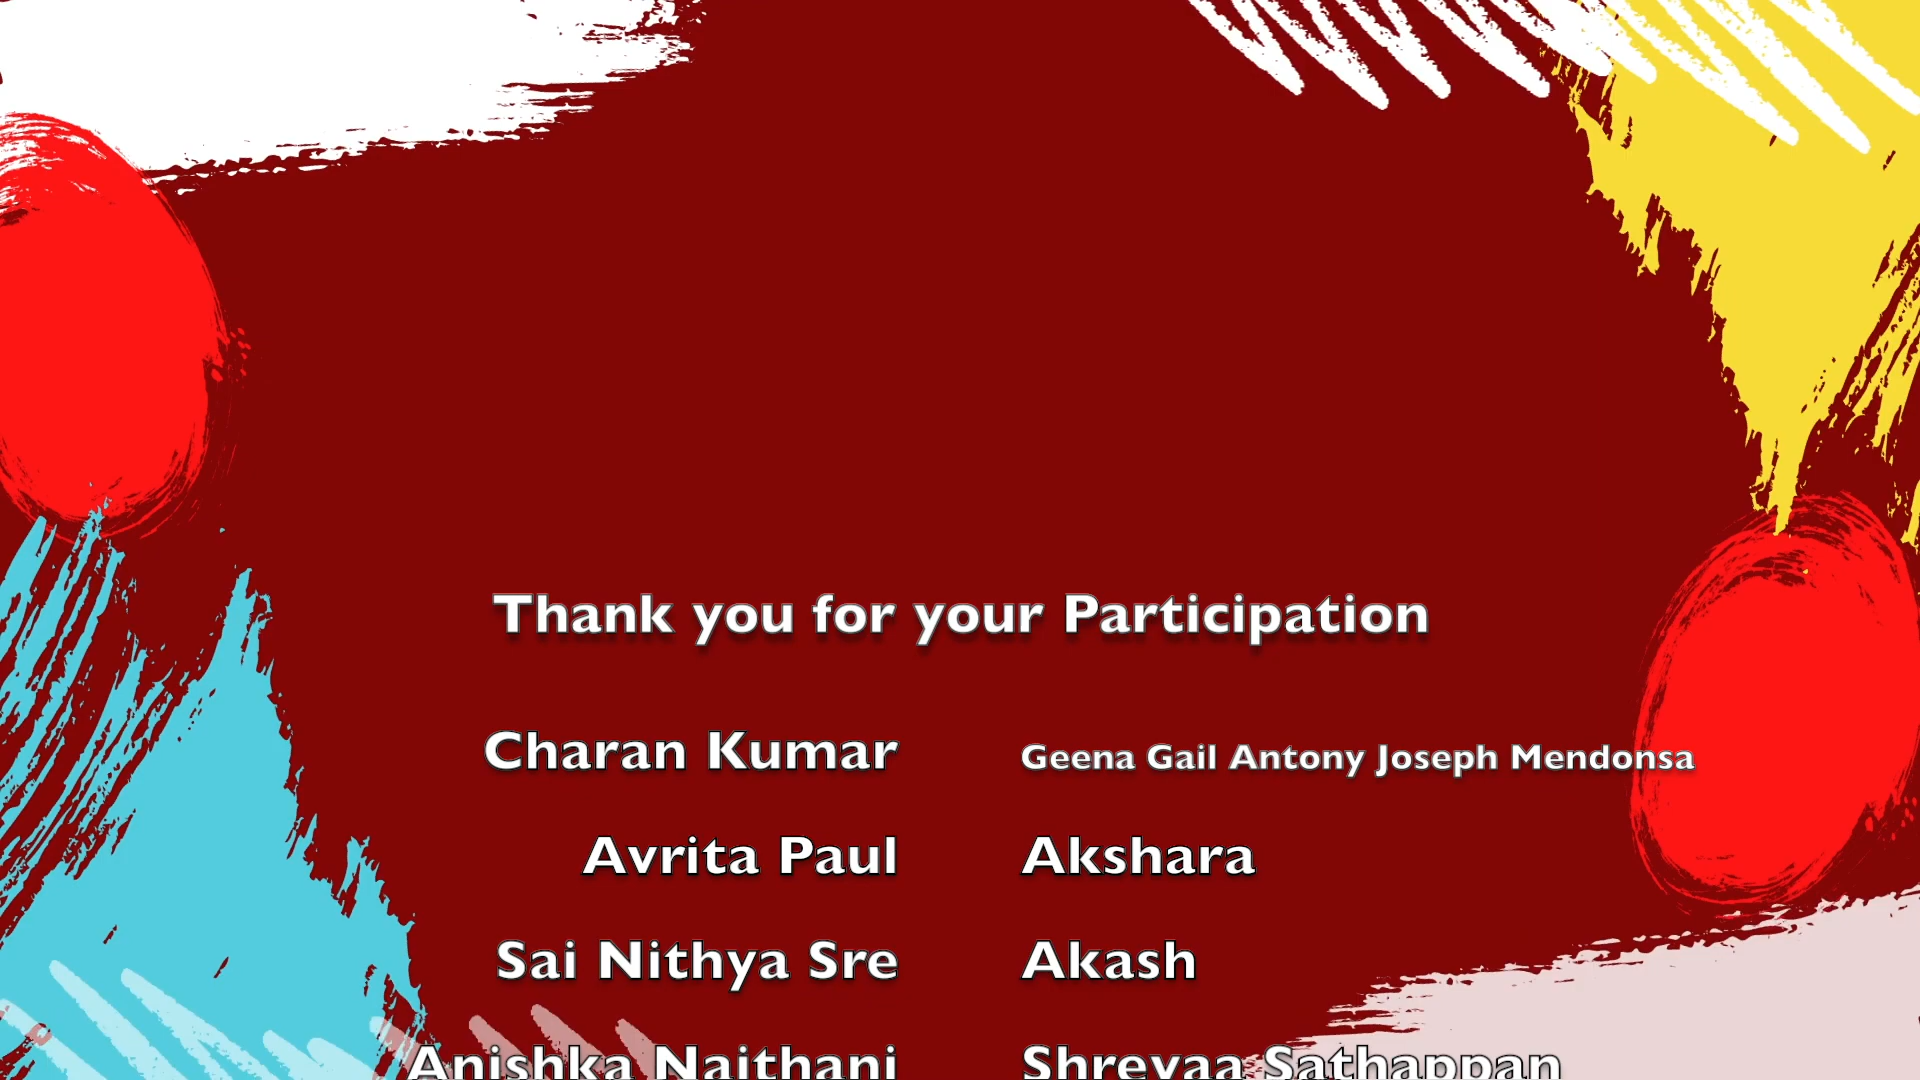 Thank you for your Participation
Charan Kumar Geena Gail Antony Joseph Mendonsa
Avrita Paul Akshara
Sai Nithya Sre Akash
Anishka Naithani Shreyaa Sathappan